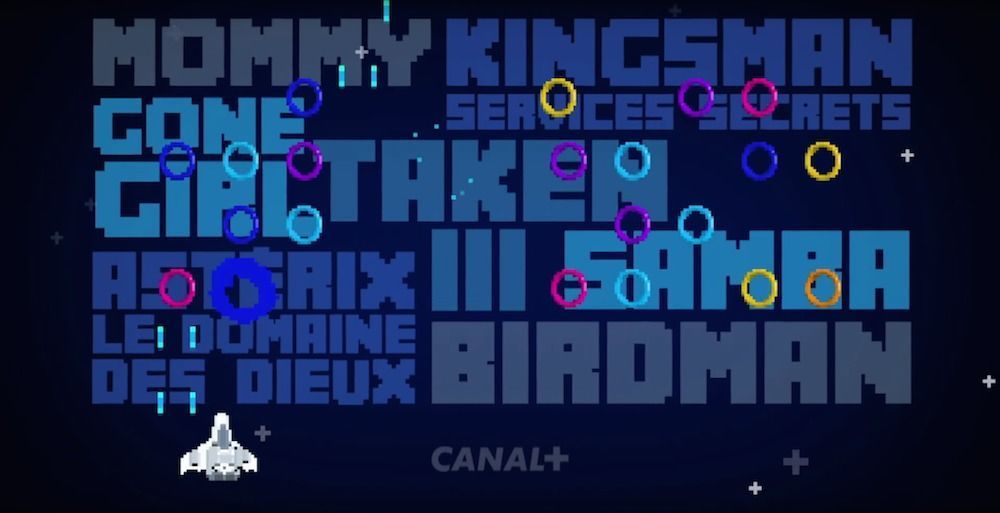 MOMMY
KINGSMAN
SERVICES SECRETS
GONE
GIRL
TAKEN
III
SAMBA
ASTÉRIX
LE DOMAINE
DES DIEUX
BIRDMAN
CANAL+